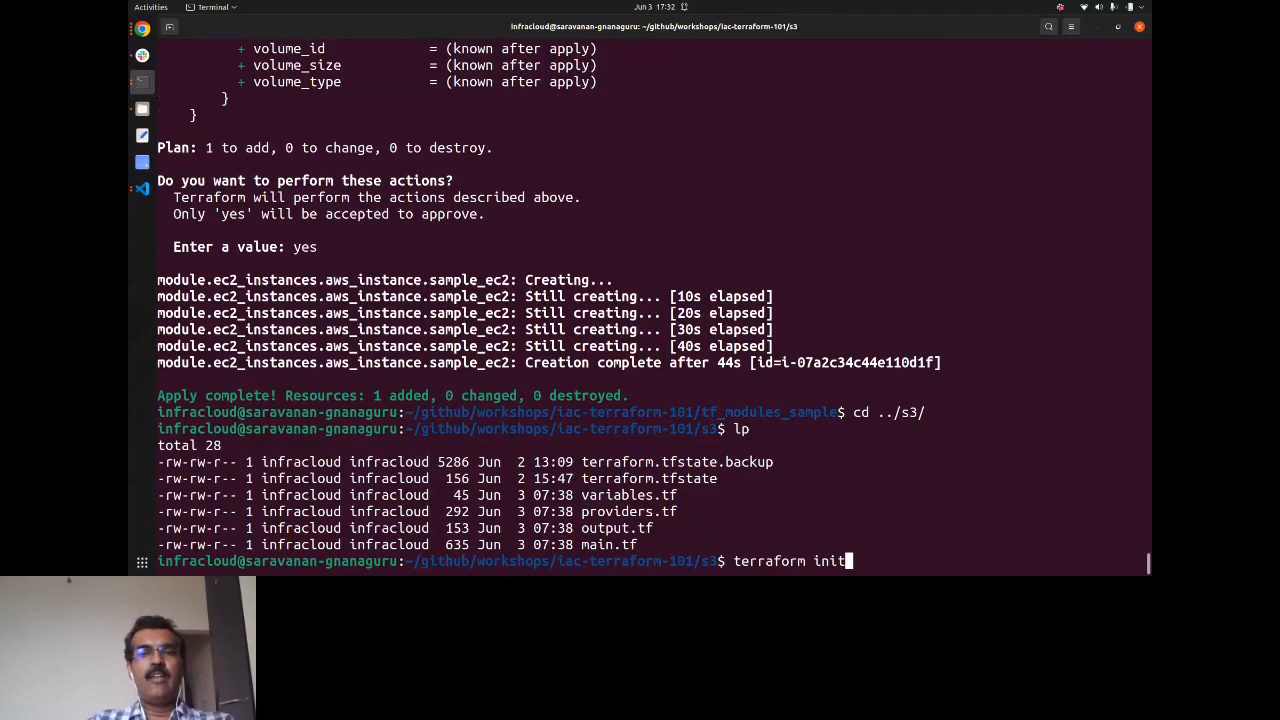 Activities Terminal Jun 3 17:32
infracloud@saravanan-gnanaguru: ~/github/workshops/iac-terraform-101/s3
+ volume_id = (known after apply)
+ volume_size = (known after apply)
+ volume_type = (known after apply)
}
}
Plan: 1 to add, 0 to change, 0 to destroy.
Do you want to perform these actions?
Terraform will perform the actions described above.
Only 'yes' will be accepted to approve.
Enter a value: yes
module.ec2_instances.aws_instance.sample_ec2: Creating...
module.ec2_instances.aws_instance.sample_ec2: Still creating... [10s elapsed]
module.ec2_instances.aws_instance.sample_ec2: Still creating... [20s elapsed]
module.ec2_instances.aws_instance.sample_ec2: Still creating... [30s elapsed]
module.ec2_instances.aws_instance.sample_ec2: Still creating... [40s elapsed]
module.ec2_instances.aws_instance.sample_ec2: Creation complete after 44s [id=i-07a2c34c44e110d1f]
Apply complete! Resources: 1 added, 0 changed, 0 destroyed.
infracloud@saravanan-gnanaguru:~/github/workshops/iac-terraform-101/tf_modules_sample$ cd ../s3/
infracloud@saravanan-gnanaguru:~/github/workshops/iac-terraform-101/s3$ lp
total 28
-rw-rw-r-- 1 infracloud infracloud 5286 Jun 2 13:09 terraform.tfstate.backup
-rw-rw-r-- 1 infracloud infracloud 156 Jun 2 15:47 terraform.tfstate
-rw-rw-r-- 1 infracloud infracloud 45 Jun 3 07:38 variables.tf
-rw-rw-r-- 1 infracloud infracloud 292 Jun 3 07:38 providers.tf
-rw-rw-r-- 1 infracloud infracloud 153 Jun 3 07:38 output.tf
-rw-rw-r-- 1 infracloud infracloud 635 Jun 3 07:38 main.tf
infracloud@saravanan-gnanaguru:~/github/workshops/iac-terraform-101/s3$ terraform init